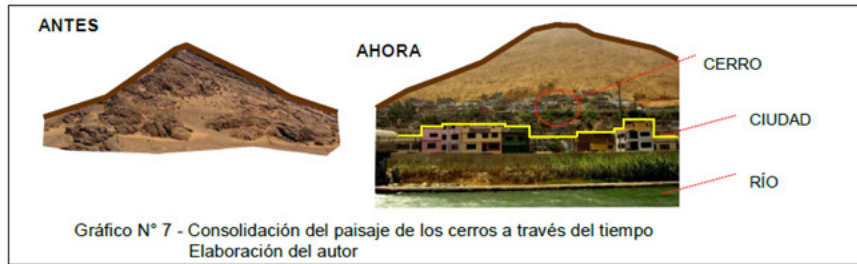 ANTES
AHORA
CERRO
CIUDAD
RÍO
Gráfico N° 7 - Consolidación del paisaje de los cerros a través del tiempo
Elaboración del autor